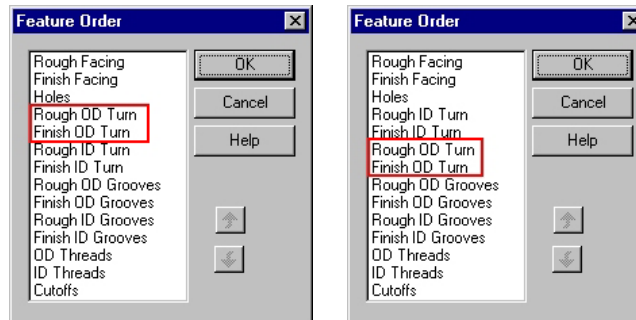 Feature Order
Rough Facing
Finish Facing
Holes
Rough OD Turn
Finish OD Turn
Rough ID Turn
Finish ID Turn
Rough OD Grooves
Finish OD Grooves
Rough ID Grooves
Finish ID Grooves
OD Threads
ID Threads
Cutoffs
OK
Cancel
Help
Feature Order
Rough Facing
Finish Facing
Holes
Rough ID Turn
Finish ID Turn
Rough OD Turn
Finish OD Turn
Rough OD Grooves
Finish OD Grooves
Rough ID Grooves
Finish ID Grooves
OD Threads
ID Threads
Cutoffs
OK
Cancel
Help